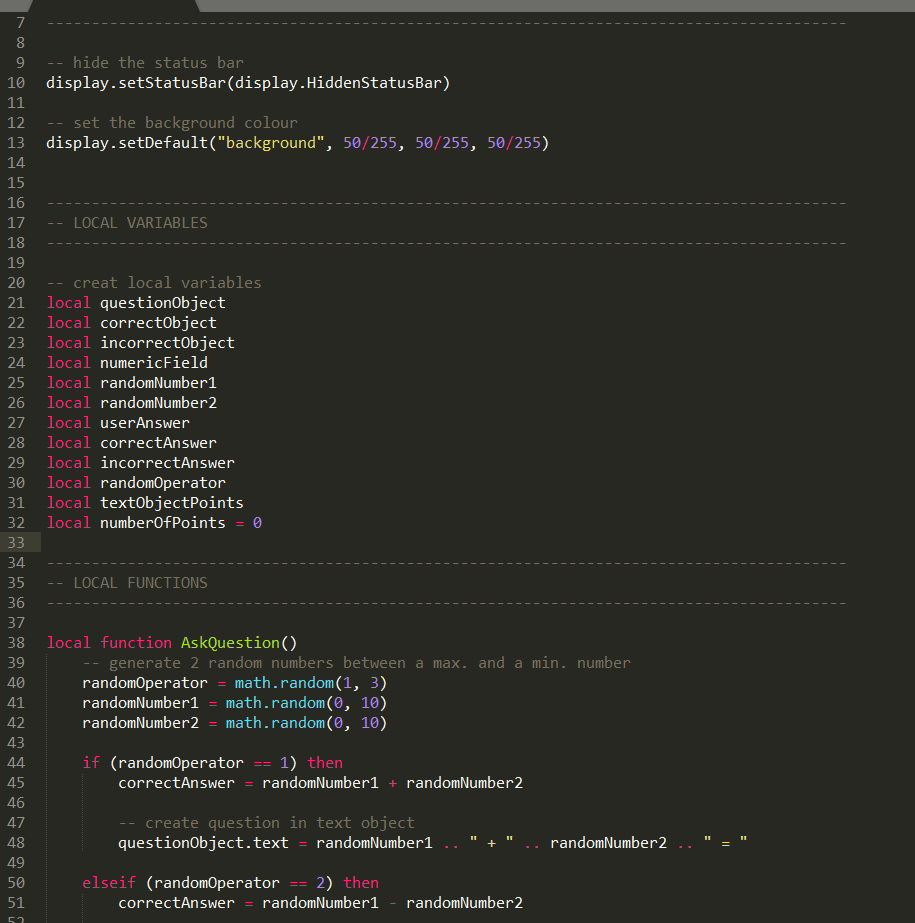 7 -----------------------------------------------------------------------------------------
8
9 -- hide the status bar
10 display.setStatusBar(display.HiddenStatusBar)
11
12 -- set the background colour
13 display.setDefault("background", 50/255, 50/255, 50/255)
14
15
16 -----------------------------------------------------------------------------------------
17 -- LOCAL VARIABLES
18 -----------------------------------------------------------------------------------------
19
20 -- creat local variables
21 local questionObject
22 local correctObject
23 local incorrectObject
24 local numericField
25 local randomNumber1
26 local randomNumber2
27 local userAnswer
28 local correctAnswer
29 local incorrectAnswer
30 local randomOperator
31 local textObjectPoints
32 local numberOfPoints = 0
33
34 -----------------------------------------------------------------------------------------
35 -- LOCAL FUNCTIONS
36 -----------------------------------------------------------------------------------------
37
38 local function AskQuestion()
39     -- generate 2 random numbers between a max. and a min. number
40     randomOperator = math.random(1, 3)
41     randomNumber1 = math.random(0, 10)
42     randomNumber2 = math.random(0, 10)
43
44     if (randomOperator == 1) then
45         correctAnswer = randomNumber1 + randomNumber2
46
47         -- create question in text object
48         questionObject.text = randomNumber1 .. " + " .. randomNumber2 .. " = "
49
50     elseif (randomOperator == 2) then
51         correctAnswer = randomNumber1 - randomNumber2
52